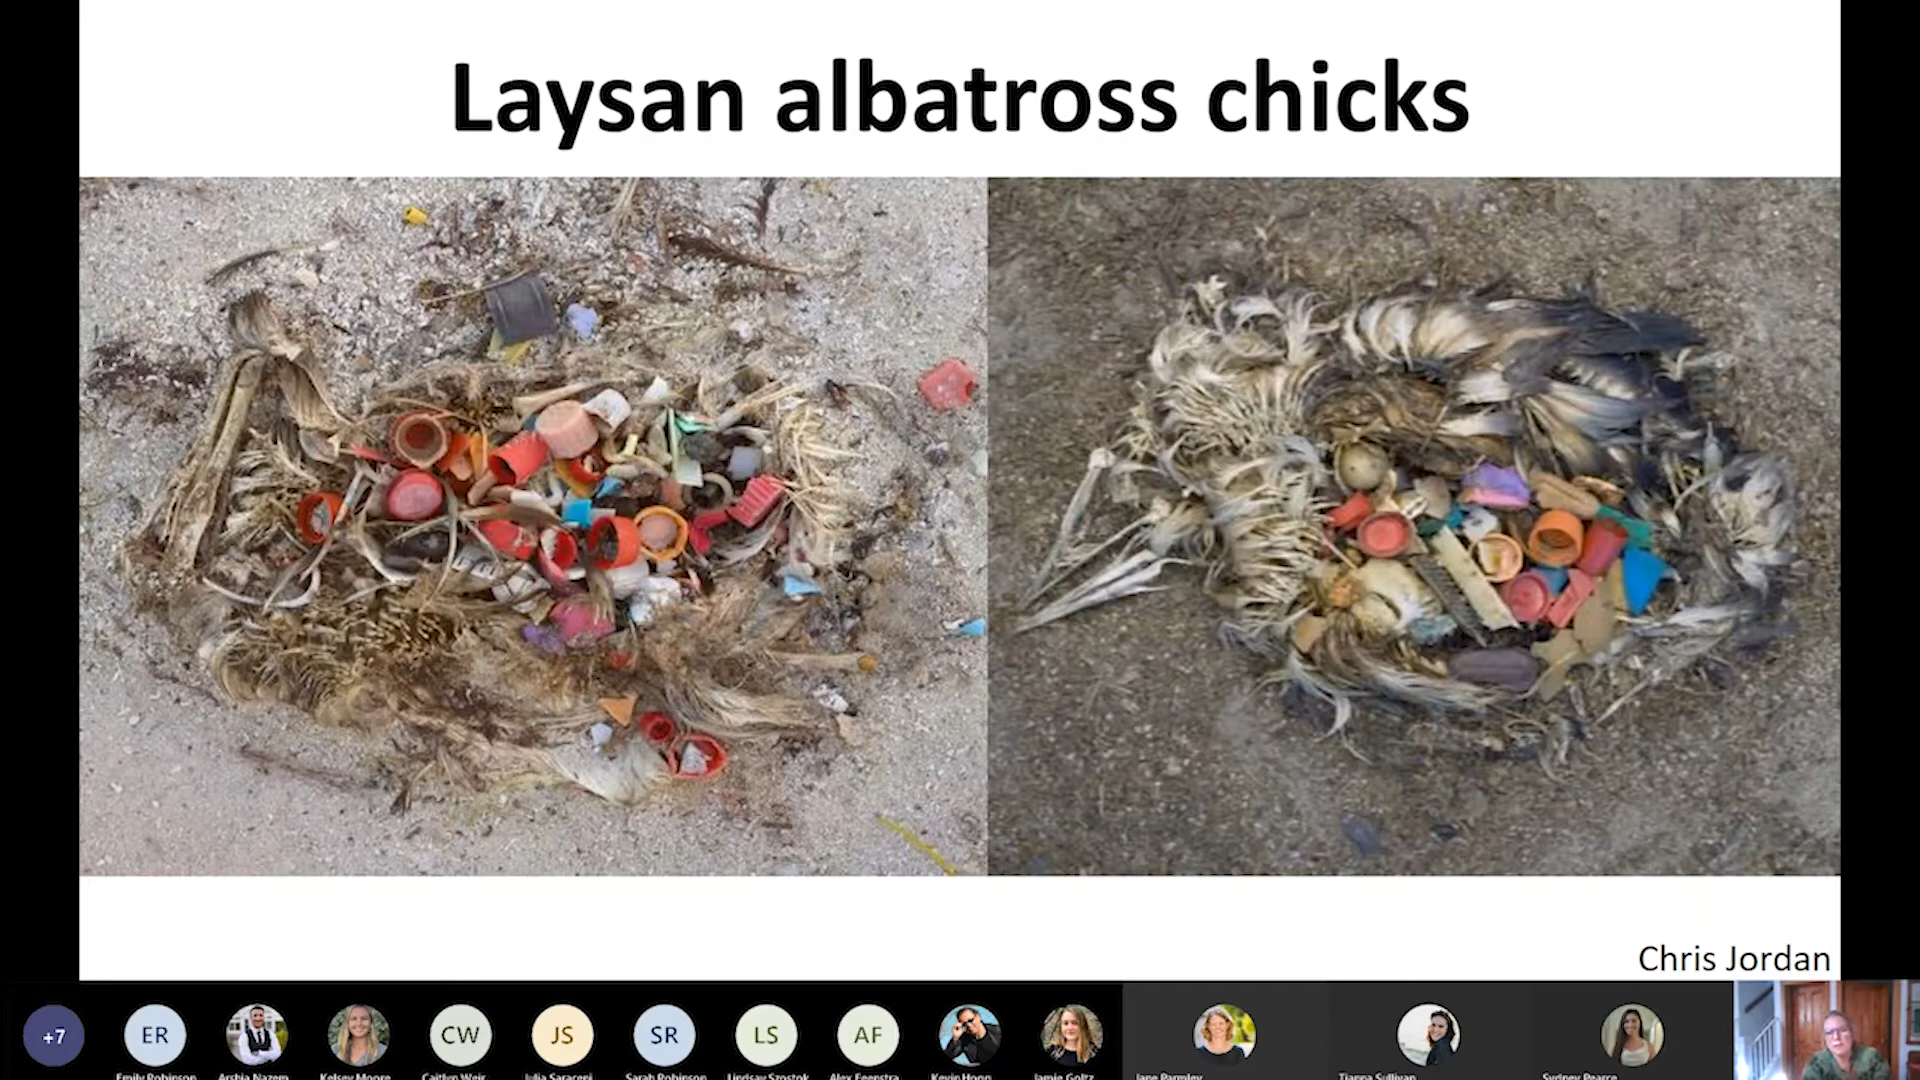 Laysan albatross chicks
Chris Jordan
+7
ER
CW
JS
SR
LS
AF
Emily Robinson
Arshia Nazem
Kelsey Moore
Caitlyn Weir
Julia Saraceni
Sarah Robinson
Lindsay Szostok
Alex Feenstra
Kevin Hogg
Jamie Goltz
Jane Parmley
Tianna Sullivan
Sydney Pearce